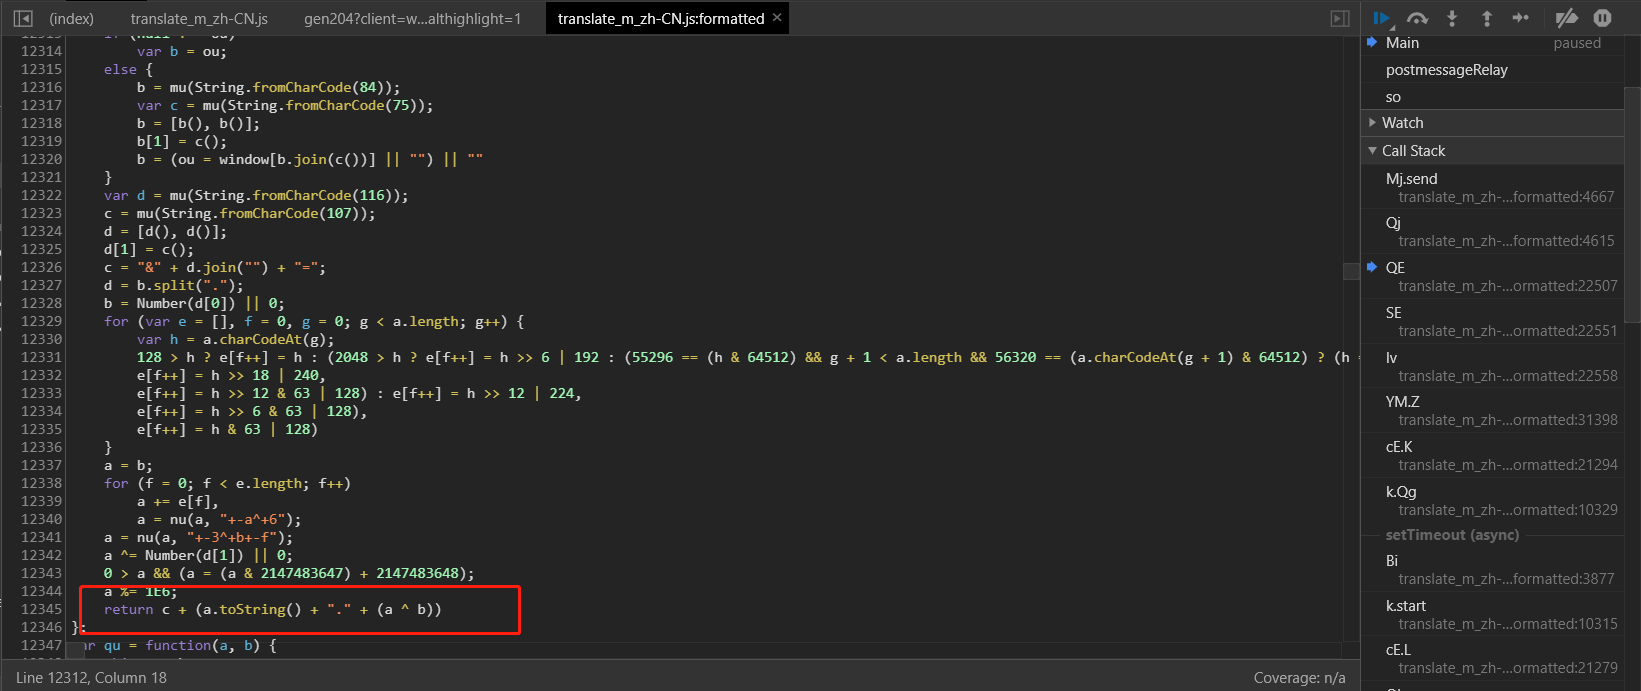 (index) translate_m_zh-CN.js gen204?client=w...althighlight=1 translate_m_zh-CN.js:formatted ×
12314 var b = ou;
12315 else {
12316 b = mu(String.fromCharCode(84));
12317 var c = mu(String.fromCharCode(75));
12318 b = [b(), b()];
12319 b[1] = c();
12320 b = (ou = window[b.join(c())] || "") || ""
12321 }
12322 var d = mu(String.fromCharCode(116));
12323 c = mu(String.fromCharCode(107));
12324 d = [d(), d()];
12325 d[1] = c();
12326 c = "&" + d.join("") + "=";
12327 d = b.split(".");
12328 b = Number(d[0]) || 0;
12329 for (var e = [], f = 0, g = 0; g < a.length; g++) {
12330 var h = a.charCodeAt(g);
12331 128 > h ? e[f++] = h : (2048 > h ? e[f++] = h >> 6 | 192 : (55296 == (h & 64512) && g + 1 < a.length && 56320 == (a.charCodeAt(g + 1) & 64512) ? (h
12332 e[f++] = h >> 18 | 240,
12333 e[f++] = h >> 12 & 63 | 128) : e[f++] = h >> 12 | 224,
12334 e[f++] = h >> 6 & 63 | 128),
12335 e[f++] = h & 63 | 128)
12336 }
12337 a = b;
12338 for (f = 0; f < e.length; f++)
12339 a += e[f],
12340 a = nu(a, "+-a^+6");
12341 a = nu(a, "+-3^+b+-f");
12342 a ^= Number(d[1]) || 0;
12343 0 > a && (a = (a & 2147483647) + 2147483648);
12344 a %= 1E6;
12345 return c + (a.toString() + "." + (a ^ b))
12346 };
12347 var qu = function(a, b) {
Line 12312, Column 18
Coverage: n/a
Main paused
postmessageRelay
so
Watch
Call Stack
Mj.send
translate_m_zh-...formatted:4667
Qj
translate_m_zh-...formatted:4615
QE
translate_m_zh-...ormatted:22507
SE
translate_m_zh-...ormatted:22551
lv
translate_m_zh-...ormatted:22558
YM.Z
translate_m_zh-...ormatted:31398
cE.K
translate_m_zh-...ormatted:21294
k.Qg
translate_m_zh-...ormatted:10329
setTimeout (async)
Bi
translate_m_zh-...formatted:3877
k.start
translate_m_zh-...ormatted:10315
cE.L
translate_m_zh-...ormatted:21279